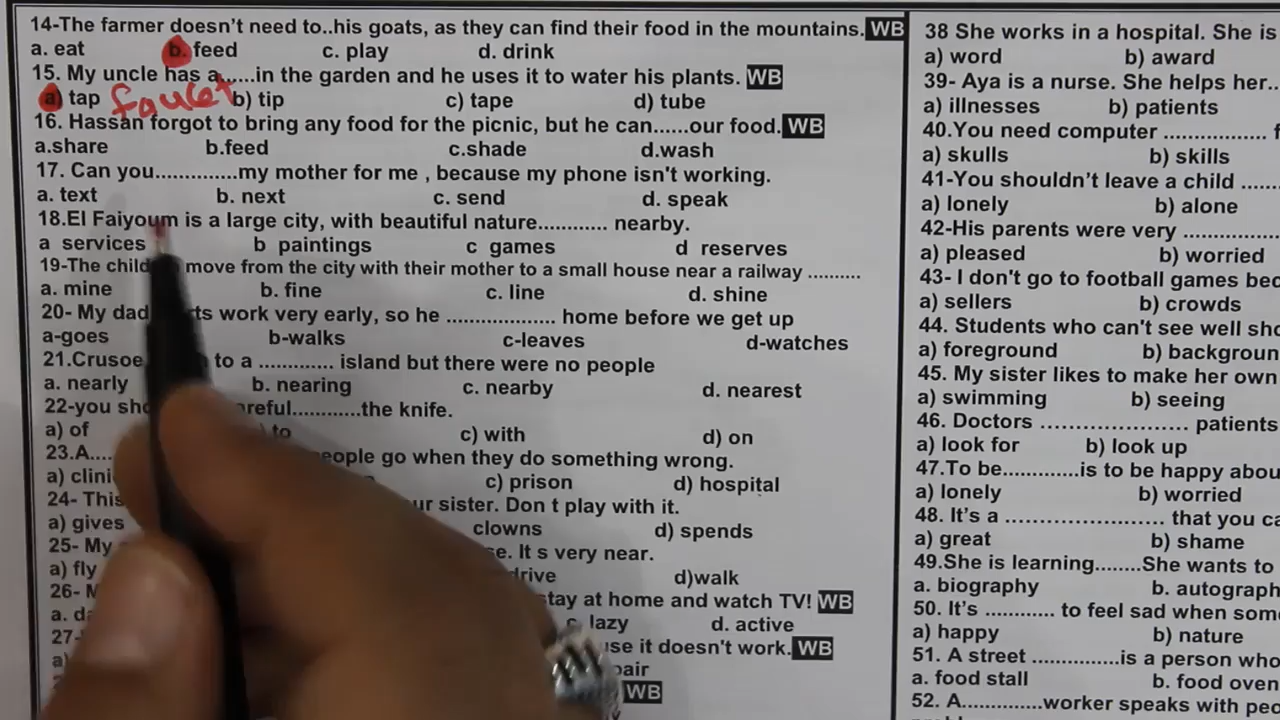 14-The farmer doesn't need to..his goats, as they can find their food in the mountains. WB
a. eat b. feed c. play d. drink
15. My uncle has a......in the garden and he uses it to water his plants. WB
a) tap faucet b) tip c) tape d) tube
16. Hassan forgot to bring any food for the picnic, but he can......our food. WB
a.share b.feed c.shade d.wash
17. Can you..............my mother for me , because my phone isn't working.
a. text b. next c. send d. speak
18.El Faiyoum is a large city, with beautiful nature............ nearby.
a services b paintings c games d reserves
19-The move from the city with their mother to a small house near a railway ..........
a. mine b. fine c. line d. shine
20- My dad work very early, so he .................. home before we get up
a-goes b-walks c-leaves d-watches
21.Crusoe to a ............. island but there were no people
a. nearly b. nearing c. nearby d. nearest
22-you the knife.
a) of to c) with d) on
23.A.... go when they do something wrong.
a) c) prison d) hospital
24- This sister. Don t play with it.
a) gives clowns d) spends
25- My It s very near.
a) fly d)walk
26- stay at home and watch TV! WB
a. c. lazy d. active
27- it doesn't work. WB
a)
WB
38 She works in a hospital. She is
a) word b) award
39- Aya is a nurse. She helps her..
a) illnesses b) patients
40.You need computer ................
a) skulls b) skills
41-You shouldn't leave a child ......
a) lonely b) alone
42-His parents were very ..............
a) pleased b) worried
43- I don't go to football games
a) sellers b) crowds
44. Students who can't see well
a) foreground b)
45. My sister likes to make her own
a) swimming b) seeing
46. Doctors ..................... patients
a) look for b) look up
47.To be............is to be happy
a) lonely b) worried
48. It's a ........................ that you
a) great b) shame
49.She is learning........She wants to
a. biography b.
50. It's ............ to feel sad when
a) happy b) nature
51. A street ...............is a person who
a. food stall b. food oven
52. A..............worker speaks with